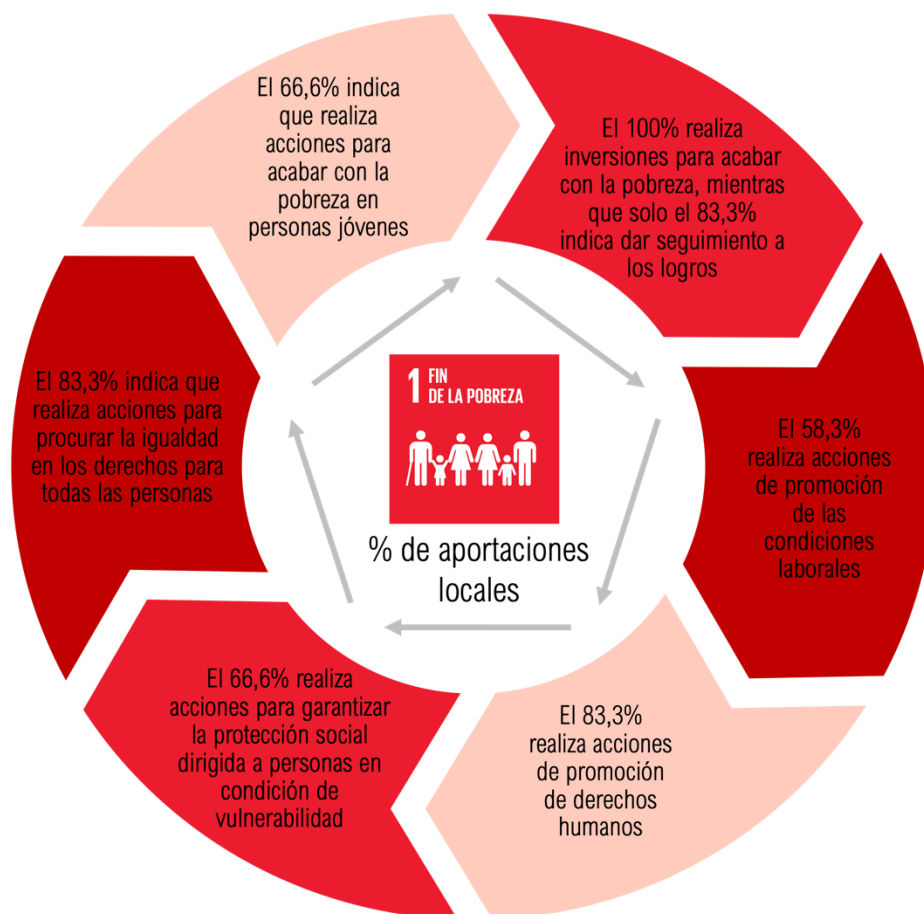 El 66,6% indica
que realiza
acciones para
acabar con la
pobreza en
personas jóvenes
El 100% realiza
inversiones para acabar
con la pobreza, mientras
que solo el 83,3%
indica dar seguimiento a
los logros
El 58,3%
realiza acciones
de promoción
de las
condiciones
laborales
El 83,3%
realiza acciones
de promoción
de derechos
humanos
El 66,6% realiza
acciones para garantizar
la protección social
dirigida a personas en
condición de
vulnerabilidad
El 83,3% indica que
realiza acciones para
procurar la igualdad
en los derechos para
todas las personas
1 FIN
DE LA POBREZA
% de aportaciones
locales